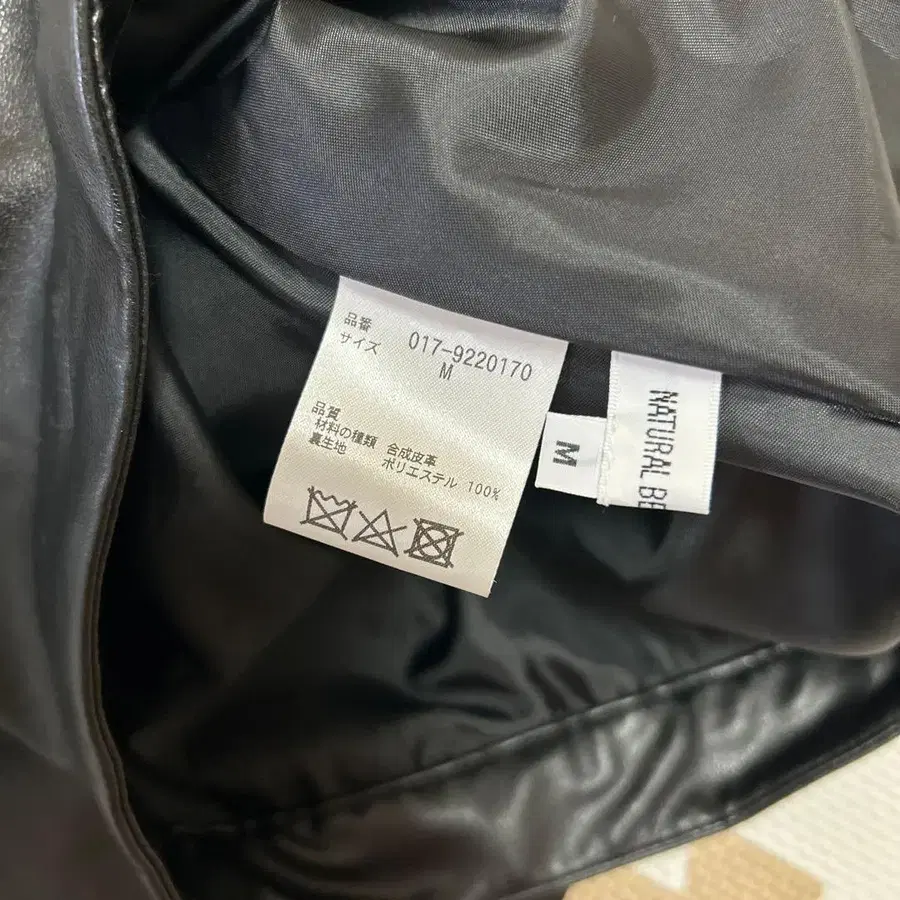 品番 017-9220170
サイズ M
品質
材料の種類 合成皮革
裏生地 ポリエステル 100%
M
NATURAL BE